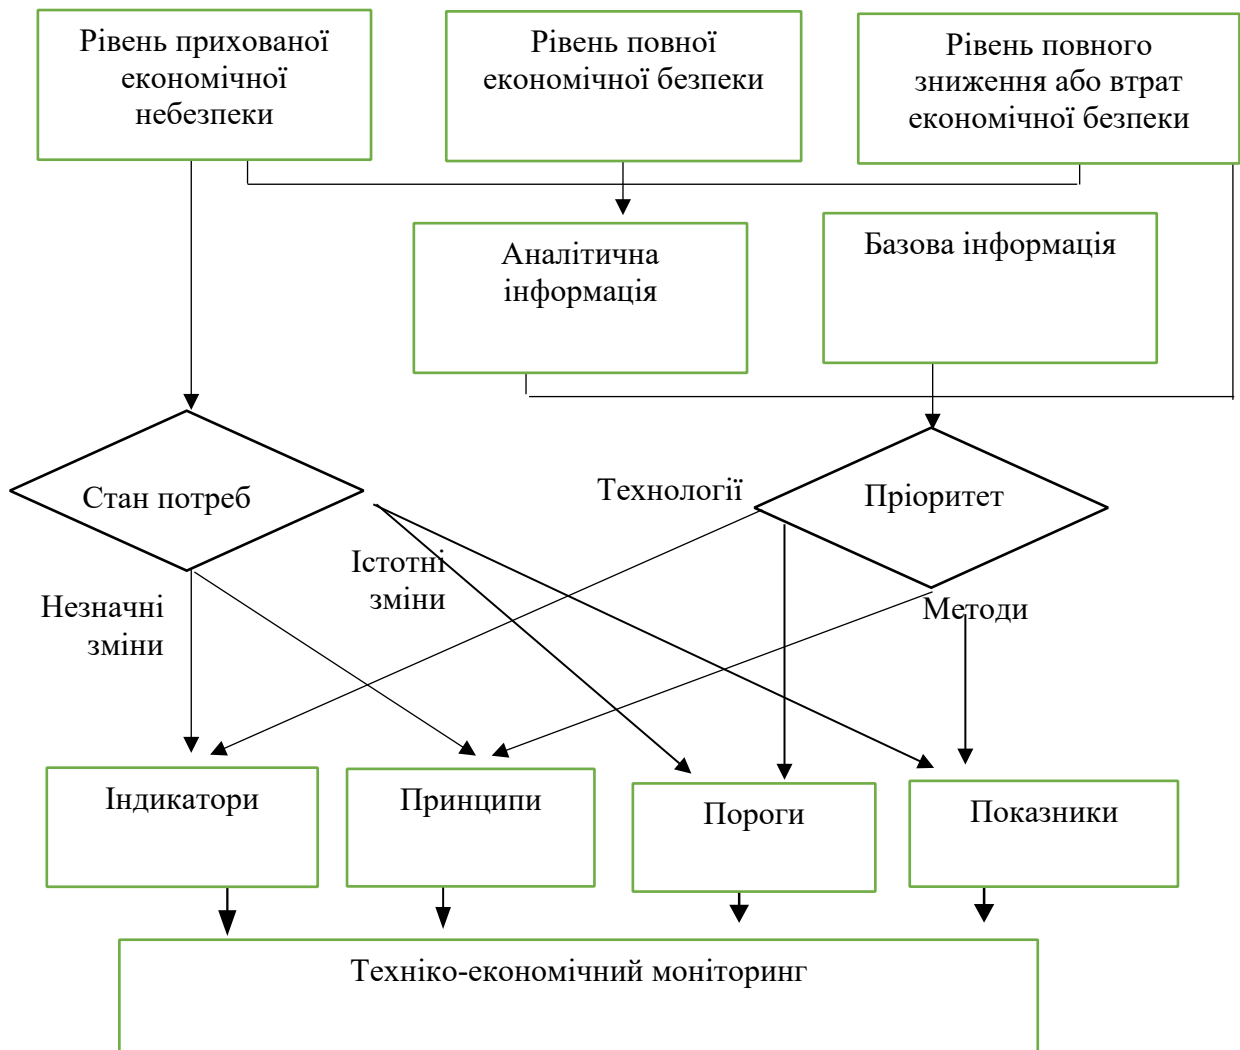 Рівень прихованої
економічної
небезпеки
Рівень повної
економічної безпеки
Рівень повного
зниження або втрат
економічної безпеки
Аналітична
інформація
Базова інформація
Стан потреб
Технології
Пріоритет
Істотні
зміни
Незначні
зміни
Методи
Індикатори
Принципи
Пороги
Показники
Техніко-економічний моніторинг